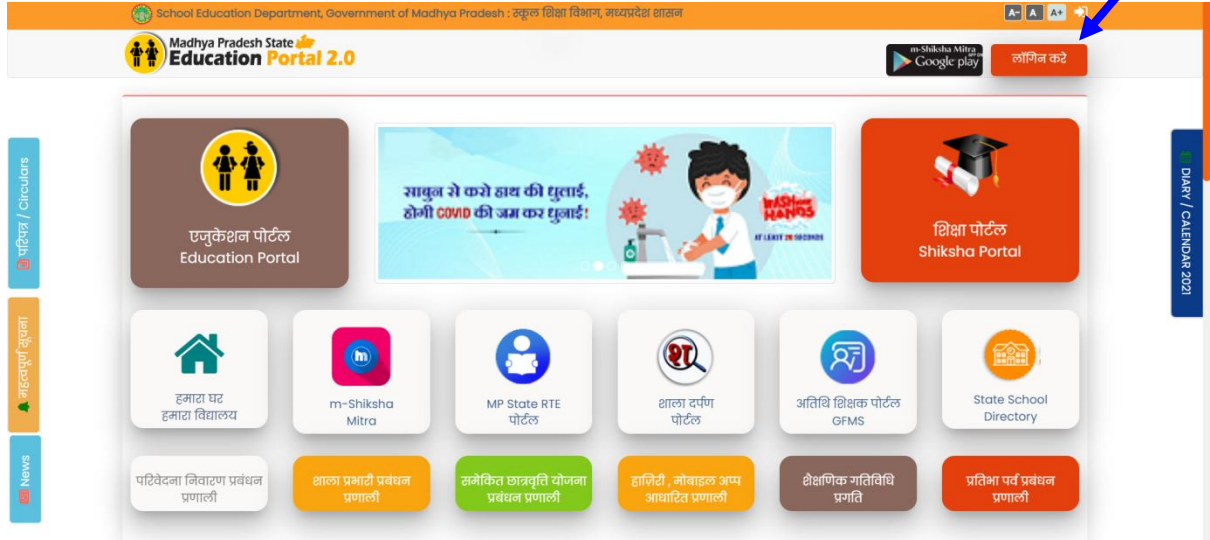 School Education Department, Government of Madhya Pradesh : स्कूल शिक्षा विभाग, मध्यप्रदेश शासन
A- A A+
Madhya Pradesh State
Education Portal 2.0
m-Shiksha Mitra
Google play
लॉगिन करे
परिपत्र / Circulars
महत्वपूर्ण सूचना
News
एजुकेशन पोर्टल
Education Portal
साबुन से करो हाथ की धुलाई,
होगी COVID की जम कर धुनाई!
WASH your
HANDS
AT LEAST 20 SECONDS
शिक्षा पोर्टल
Shiksha Portal
DIARY / CALENDAR 2021
हमारा घर
हमारा विद्यालय
m-Shiksha
Mitra
MP State RTE
पोर्टल
शाला दर्पण
पोर्टल
अतिथि शिक्षक पोर्टल
GFMS
State School
Directory
परिवेदना निवारण प्रबंधन
प्रणाली
शाला प्रभारी प्रबंधन
प्रणाली
समेकित छात्रवृत्ति योजना
प्रबंधन प्रणाली
हाज़िरी , मोबाइल अप्प
आधारित प्रणाली
शैक्षणिक गतिविधि
प्रगति
प्रतिभा पर्व प्रबंधन
प्रणाली